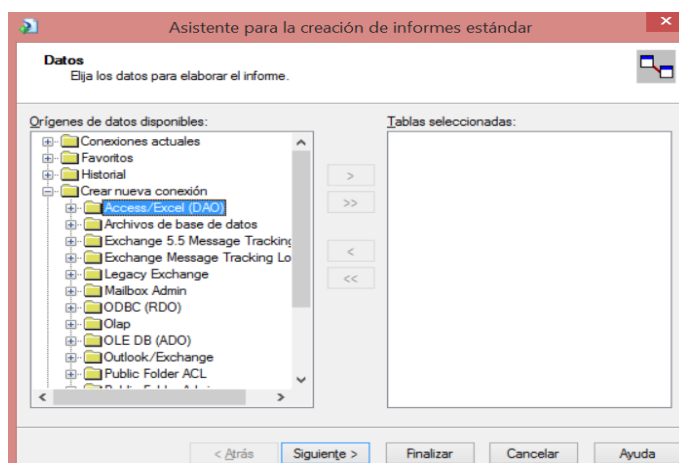 Asistente para la creación de informes estándar
Datos
Elija los datos para elaborar el informe.
Orígenes de datos disponibles:
Tablas seleccionadas:
Conexiones actuales
Favoritos
Historial
Crear nueva conexión
Access/Excel (DAO)
Archivos de base de datos
Exchange 5.5 Message Tracking
Exchange Message Tracking Lo
Legacy Exchange
Mailbox Admin
ODBC (RDO)
Olap
OLE DB (ADO)
Outlook/Exchange
Public Folder ACL
>
>>
<
<<
< Atrás
Siguiente >
Finalizar
Cancelar
Ayuda